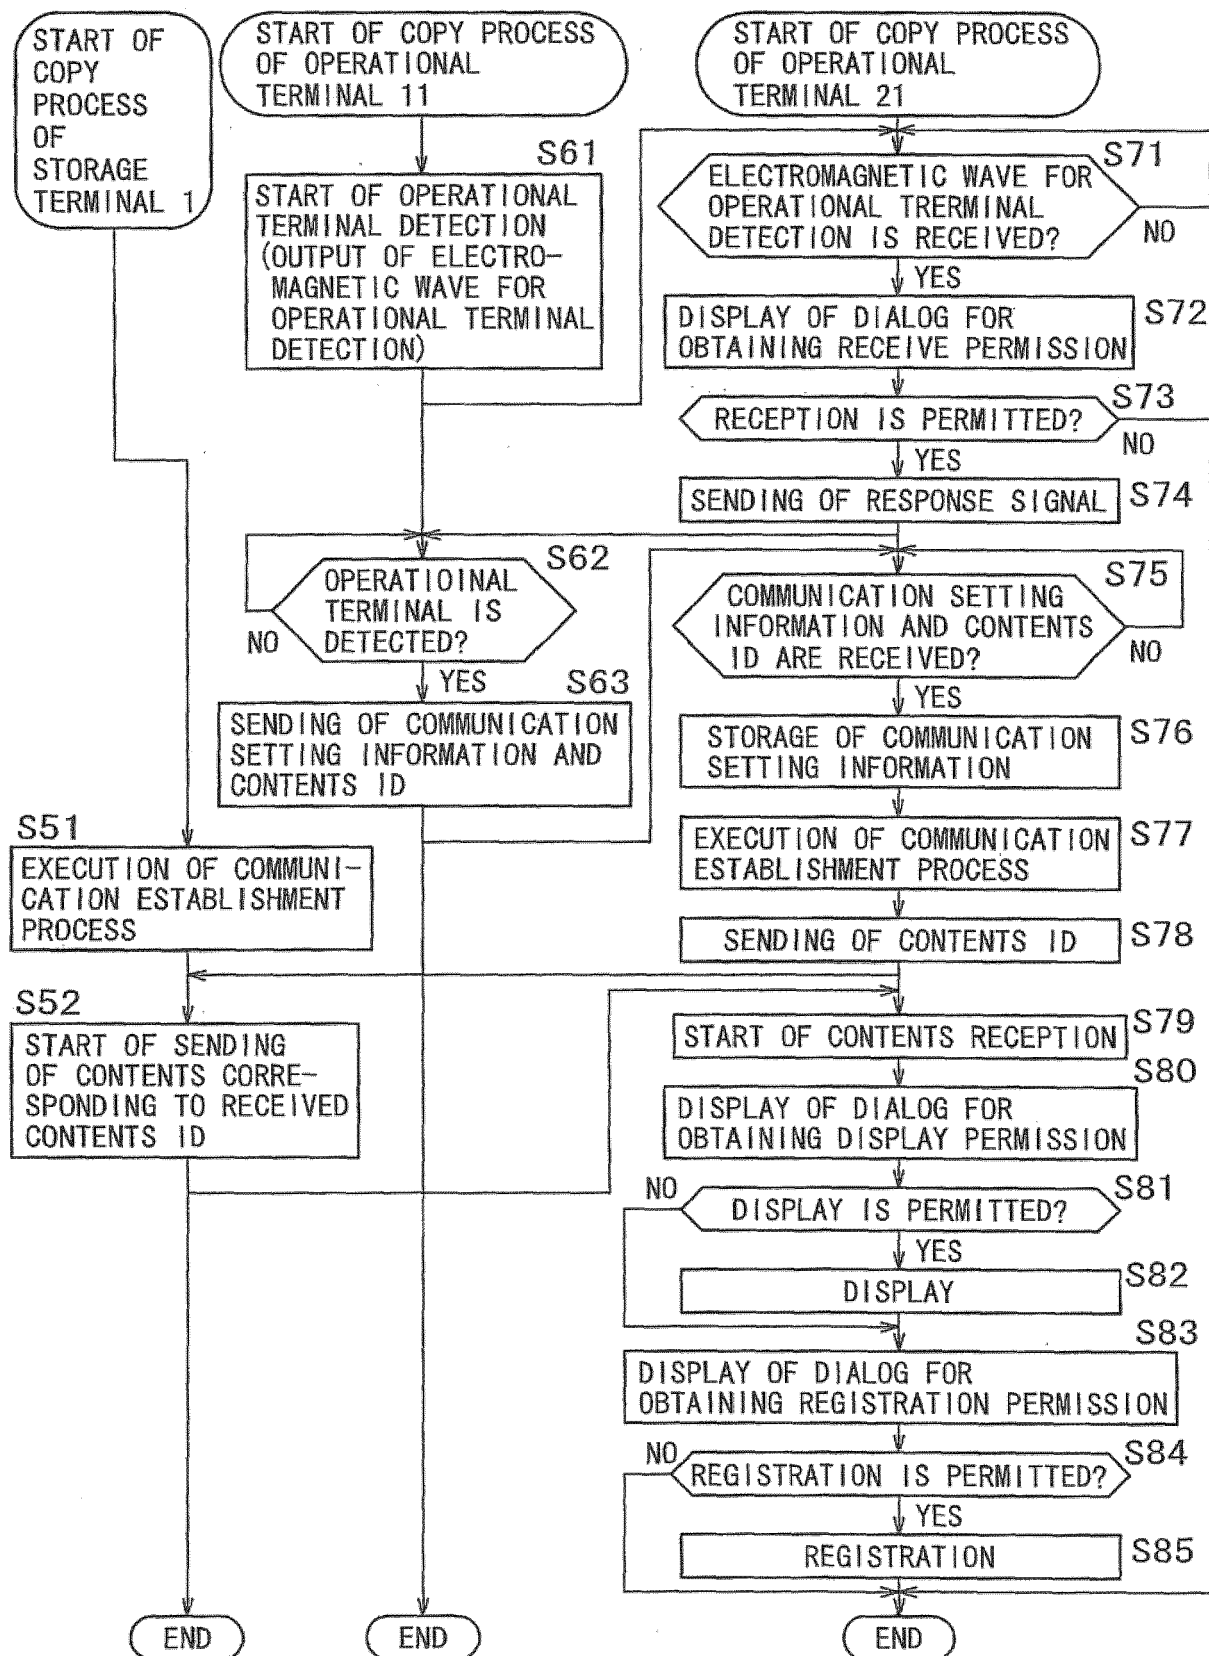 START OF
COPY
PROCESS
OF
STORAGE
TERMINAL 1
START OF COPY PROCESS
OF OPERATIONAL
TERMINAL 11
START OF COPY PROCESS
OF OPERATIONAL
TERMINAL 21
S61
START OF OPERATIONAL
TERMINAL DETECTION
(OUTPUT OF ELECTRO-
MAGNETIC WAVE FOR
OPERATIONAL TERMINAL
DETECTION)
S71
ELECTROMAGNETIC WAVE FOR
OPERATIONAL TRERMINAL
DETECTION IS RECEIVED?
NO
YES
S72
DISPLAY OF DIALOG FOR
OBTAINING RECEIVE PERMISSION
S73
RECEPTION IS PERMITTED?
NO
YES
SENDING OF RESPONSE SIGNAL
S74
S62
OPERATIOINAL
TERMINAL IS
DETECTED?
NO
YES
S63
SENDING OF COMMUNICATION
SETTING INFORMATION AND
CONTENTS ID
S75
COMMUNICATION SETTING
INFORMATION AND CONTENTS
ID ARE RECEIVED?
NO
YES
STORAGE OF COMMUNICATION
SETTING INFORMATION
S76
EXECUTION OF COMMUNICATION
ESTABLISHMENT PROCESS
S77
SENDING OF CONTENTS ID
S78
S51
EXECUTION OF COMMUNI-
CATION ESTABLISHMENT
PROCESS
S52
START OF SENDING
OF CONTENTS CORRE-
SPONDING TO RECEIVED
CONTENTS ID
START OF CONTENTS RECEPTION
S79
S80
DISPLAY OF DIALOG FOR
OBTAINING DISPLAY PERMISSION
S81
NO
DISPLAY IS PERMITTED?
YES
S82
DISPLAY
S83
DISPLAY OF DIALOG FOR
OBTAINING REGISTRATION PERMISSION
S84
NO
REGISTRATION IS PERMITTED?
YES
REGISTRATION
S85
END
END
END